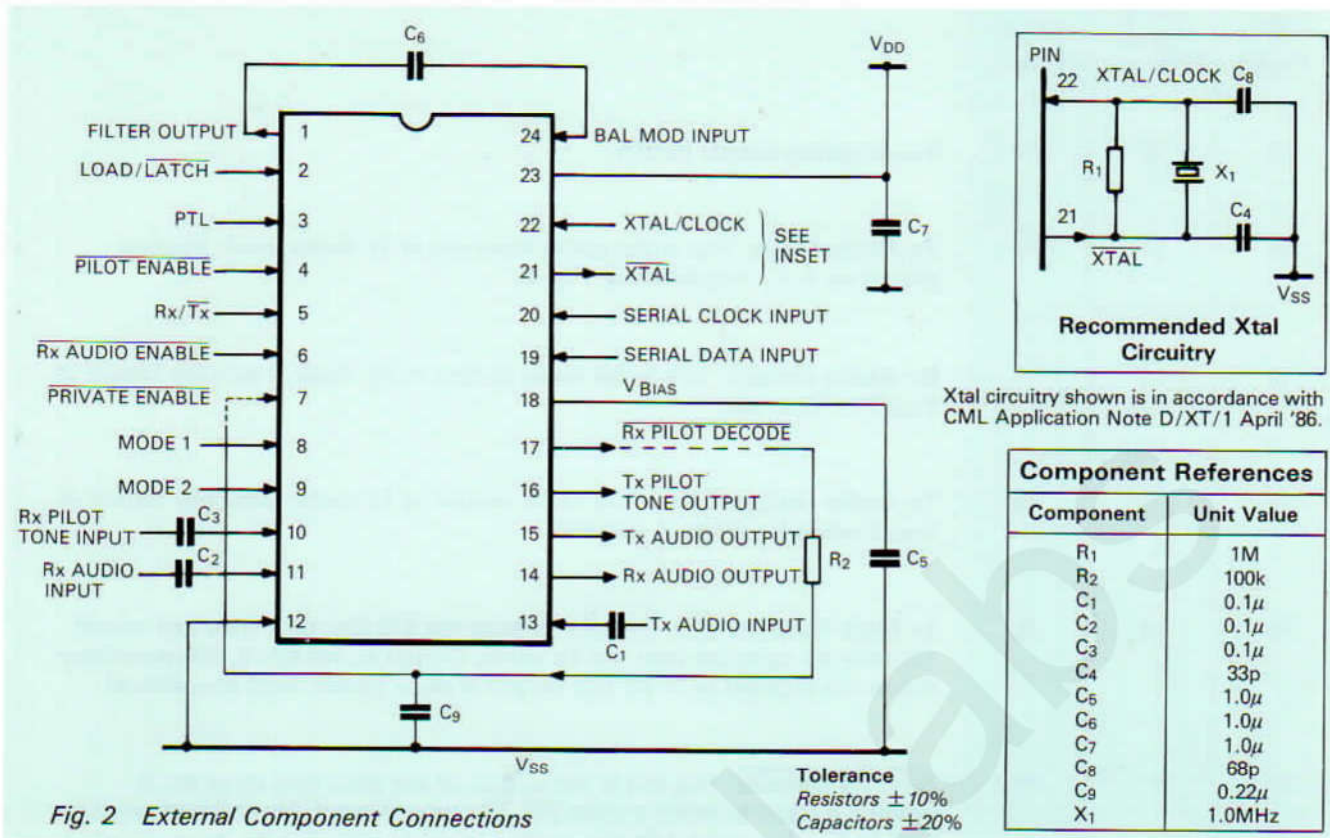 C6
VDD
FILTER OUTPUT 1
LOAD/LATCH 2
PTL 3
PILOT ENABLE 4
Rx/Tx 5
Rx AUDIO ENABLE 6
PRIVATE ENABLE 7
MODE 1 8
MODE 2 9
Rx PILOT
TONE INPUT C3 10
Rx AUDIO
INPUT C2 11
12
24 BAL MOD INPUT
23
C7
22 XTAL/CLOCK
21 XTAL
SEE
INSET
20 SERIAL CLOCK INPUT
19 SERIAL DATA INPUT
18 VBIAS
17 Rx PILOT DECODE
16 Tx PILOT
TONE OUTPUT
15 Tx AUDIO OUTPUT
14 Rx AUDIO OUTPUT
R2
C5
13 Tx AUDIO INPUT
C1
C9
VSS
Fig. 2 External Component Connections
Tolerance
Resistors ±10%
Capacitors ±20%
PIN
22 XTAL/CLOCK C8
R1
X1
21 XTAL C4
VSS
Recommended Xtal
Circuitry
Xtal circuitry shown is in accordance with
CML Application Note D/XT/1 April '86.
Component References
Component Unit Value
R1 1M
R2 100k
C1 0.1μ
C2 0.1μ
C3 0.1μ
C4 33p
C5 1.0μ
C6 1.0μ
C7 1.0μ
C8 68p
C9 0.22μ
X1 1.0MHz